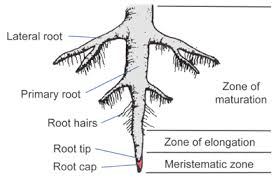 Lateral root
Primary root
Root hairs
Root tip
Root cap
Zone of
maturation
Zone of elongation
Meristematic zone